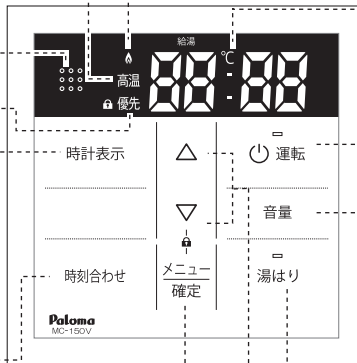 給湯
高温
88:88
℃
優先
時計表示
運転
音量
時刻合わせ
メニュー
確定
湯はり
Paloma
MC-150V